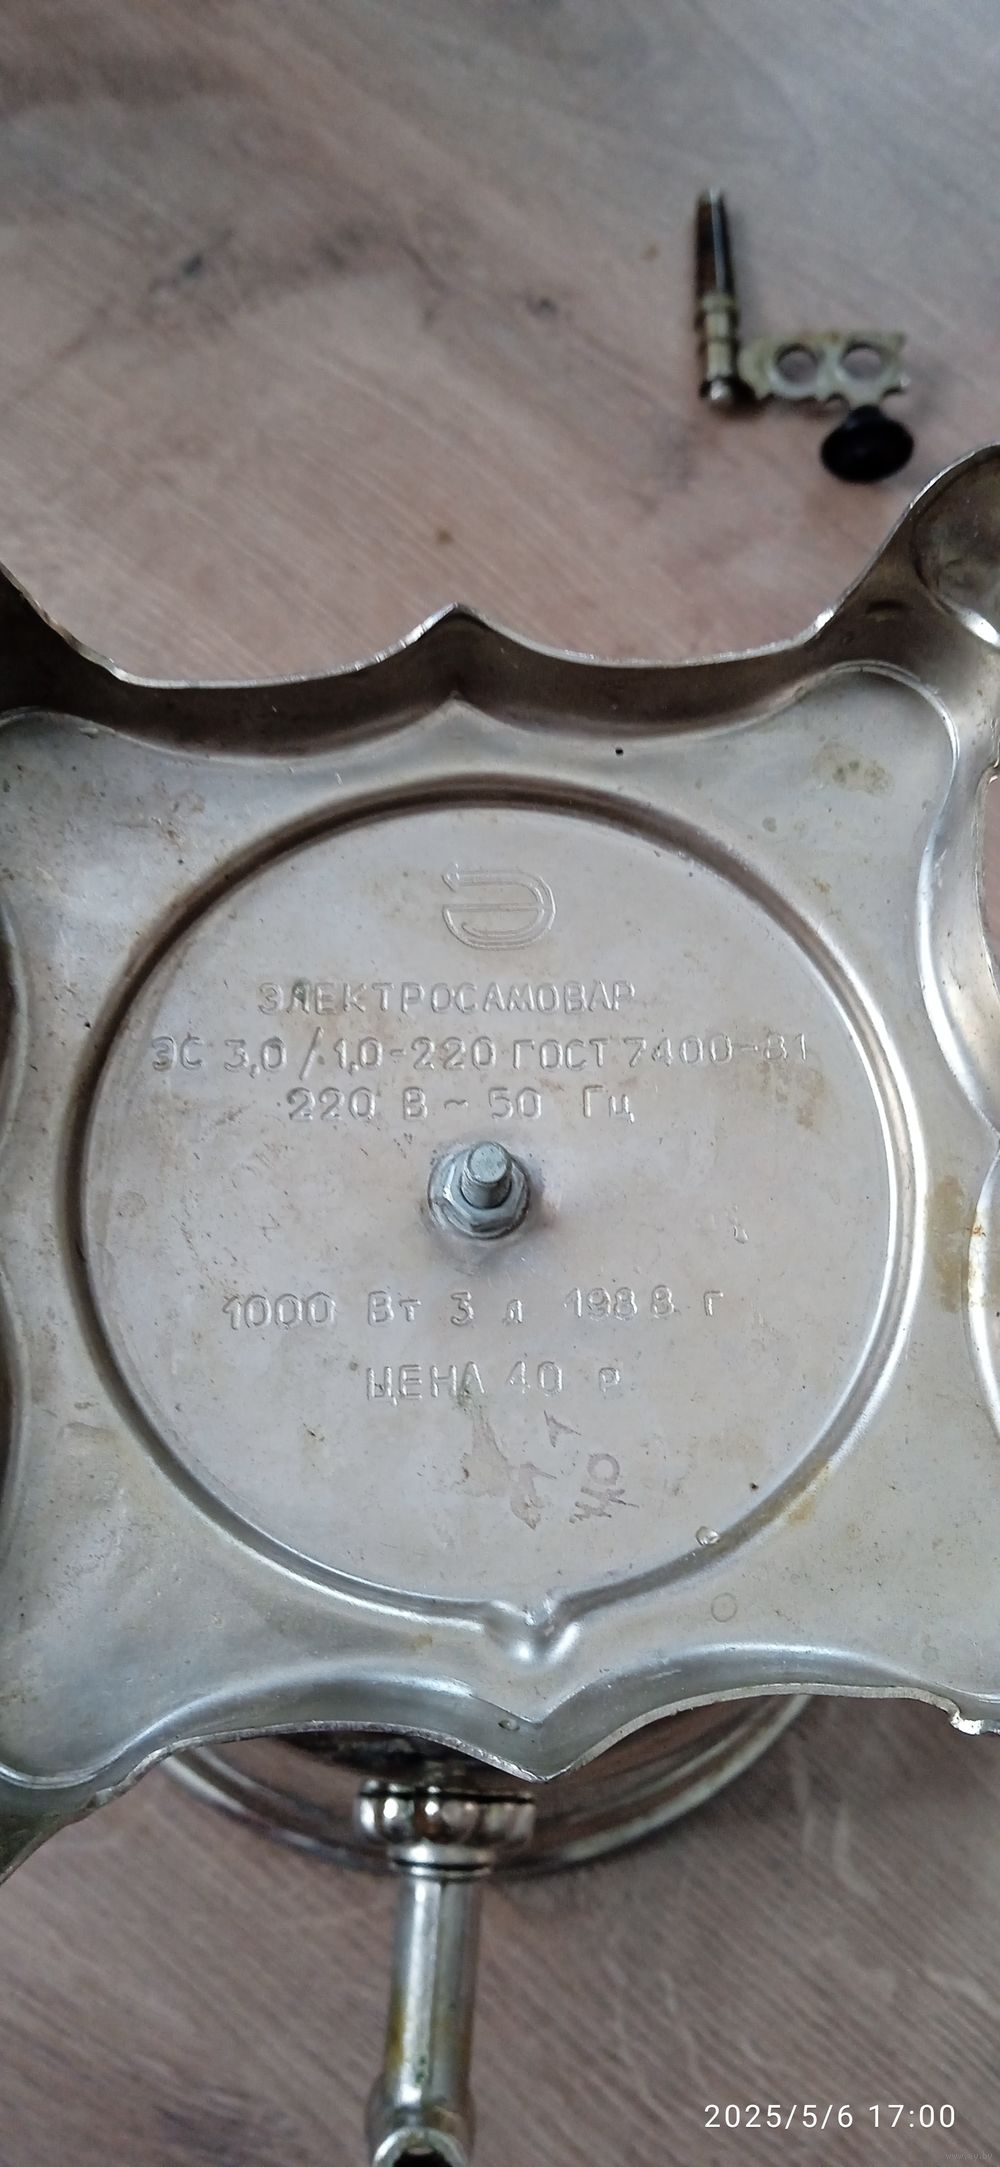 ЭЛЕКТРОСАМОВАР
ЭС 3,0/1,0-220 ГОСТ 7400-81
220 В ~ 50 Гц
1000 Вт 3 л 1988 г
ЦЕНА 40 р
2025/5/6 17:00